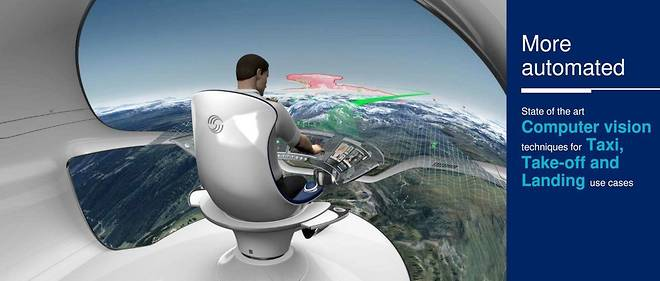 More
automated
State of the art
Computer vision
techniques for Taxi,
Take-off and
Landing use cases